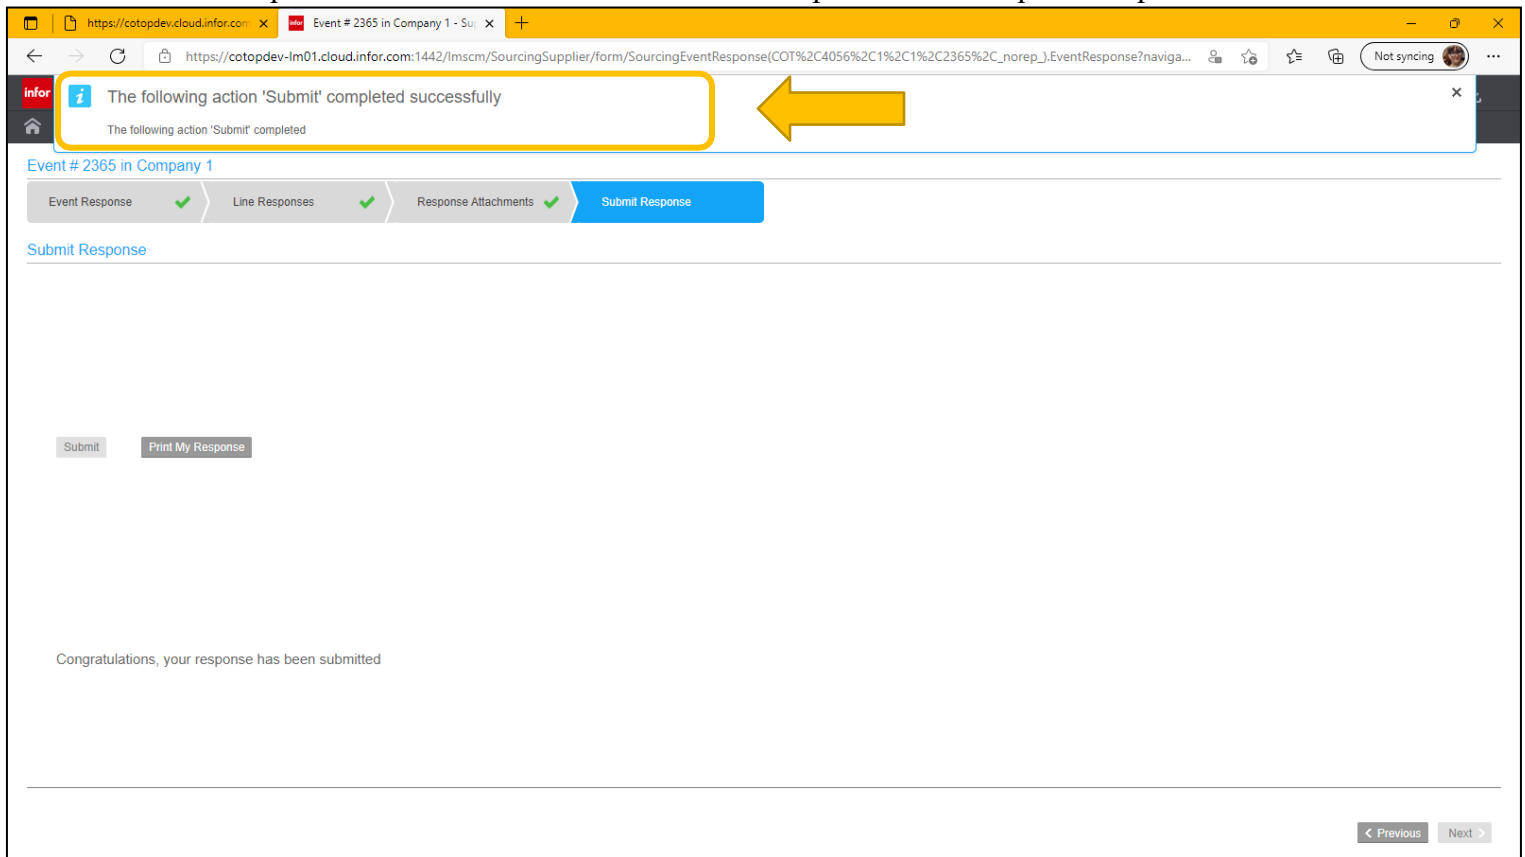 https://cotopdev.cloud.infor.com
infor Event # 2365 in Company 1 - Su
https://cotopdev-lm01.cloud.infor.com:1442/lmscm/SourcingSupplier/form/SourcingEventResponse(COT%2C4056%2C1%2C1%2C2365%2C_norep_).EventResponse?naviga...
Not syncing
infor
i The following action 'Submit' completed successfully
The following action 'Submit' completed
Event # 2365 in Company 1
Event Response Line Responses Response Attachments Submit Response
Submit Response
Submit Print My Response
Congratulations, your response has been submitted
Previous Next